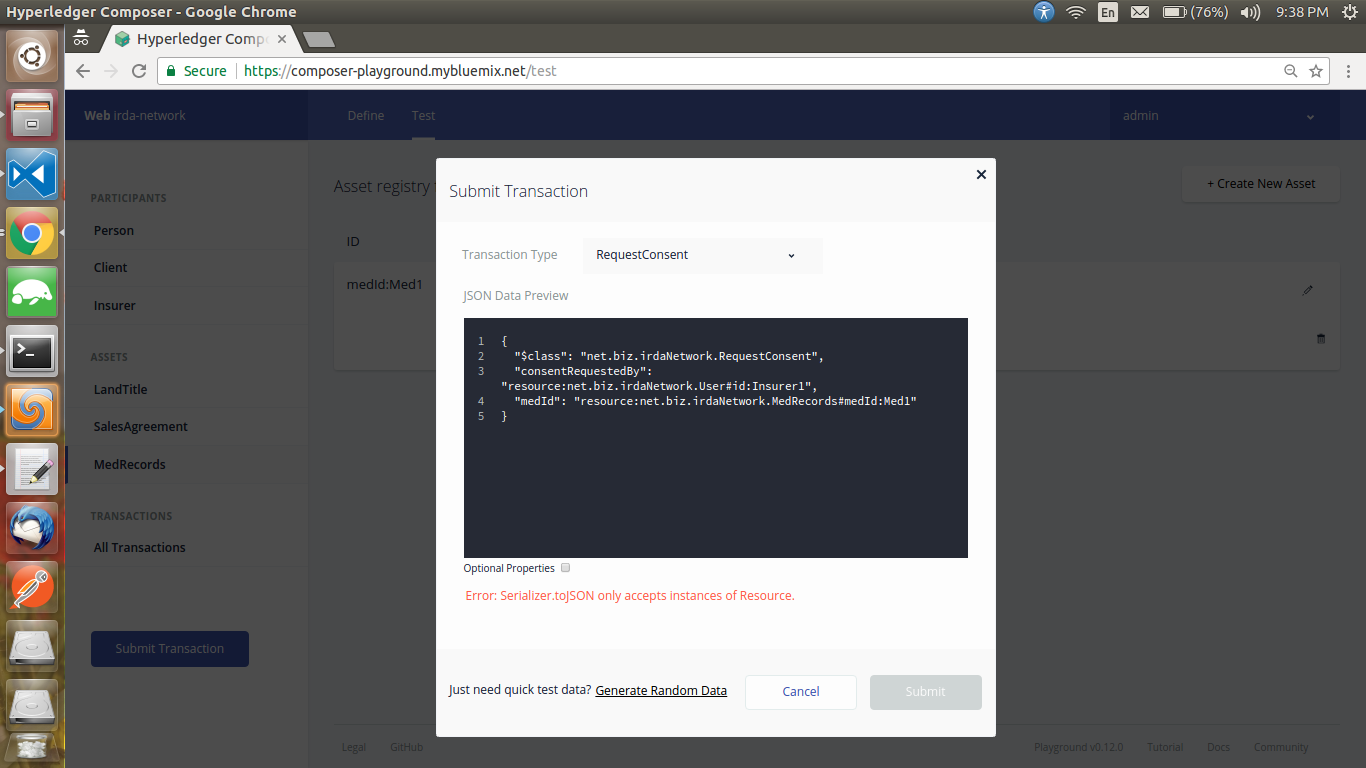 Hyperledger Composer - Google Chrome
En
(76%)
9:38 PM
Hyperledger Comp
Secure
https://composer-playground.mybluemix.net/test
Web irda-network
Define
Test
admin
PARTICIPANTS
Person
Client
Insurer
ASSETS
LandTitle
SalesAgreement
MedRecords
TRANSACTIONS
All Transactions
Submit Transaction
Asset registry
+ Create New Asset
ID
medId:Med1
Submit Transaction
Transaction Type
RequestConsent
JSON Data Preview
1 {
2 "$class": "net.biz.irdaNetwork.RequestConsent",
3 "consentRequestedBy":
"resource:net.biz.irdaNetwork.User#id:Insurer1",
4 "medId": "resource:net.biz.irdaNetwork.MedRecords#medId:Med1"
5 }
Optional Properties
Error: Serializer.toJSON only accepts instances of Resource.
Just need quick test data? Generate Random Data
Cancel
Submit
Legal
GitHub
Playground v0.12.0
Tutorial
Docs
Community